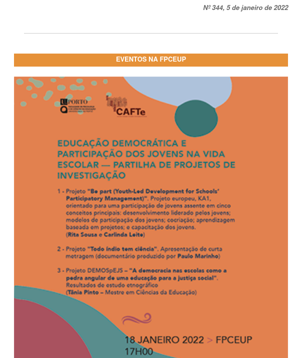 Nº 344, 5 de janeiro de 2022
EVENTOS NA FPCEUP
U.PORTO
CAFTe
EDUCAÇÃO DEMOCRÁTICA E
PARTICIPAÇÃO DOS JOVENS NA VIDA
ESCOLAR — PARTILHA DE PROJETOS DE
INVESTIGAÇÃO
1 - Projeto "Be part (Youth-Led Development for Schools'
Participatory Management)". Projeto europeu, KA1,
orientado para uma participação de jovens assente em cinco
conceitos principais: desenvolvimento liderado pelos jovens;
modelos de participação dos jovens; cocriação; aprendizagem
baseada em projetos; e capacitação dos jovens.
(Rita Sousa e Carlinda Leite)
2 - Projeto "Todo índio tem ciência". Apresentação de curta
metragem (documentário produzido por Paulo Marinho)
3 - Projeto DEMOSpEJS – "A democracia nas escolas como a
pedra angular de uma educação para a justiça social".
Resultados de estudo etnográfico
(Tânia Pinto – Mestre em Ciências da Educação)
18 JANEIRO 2022 > FPCEUP
17H00